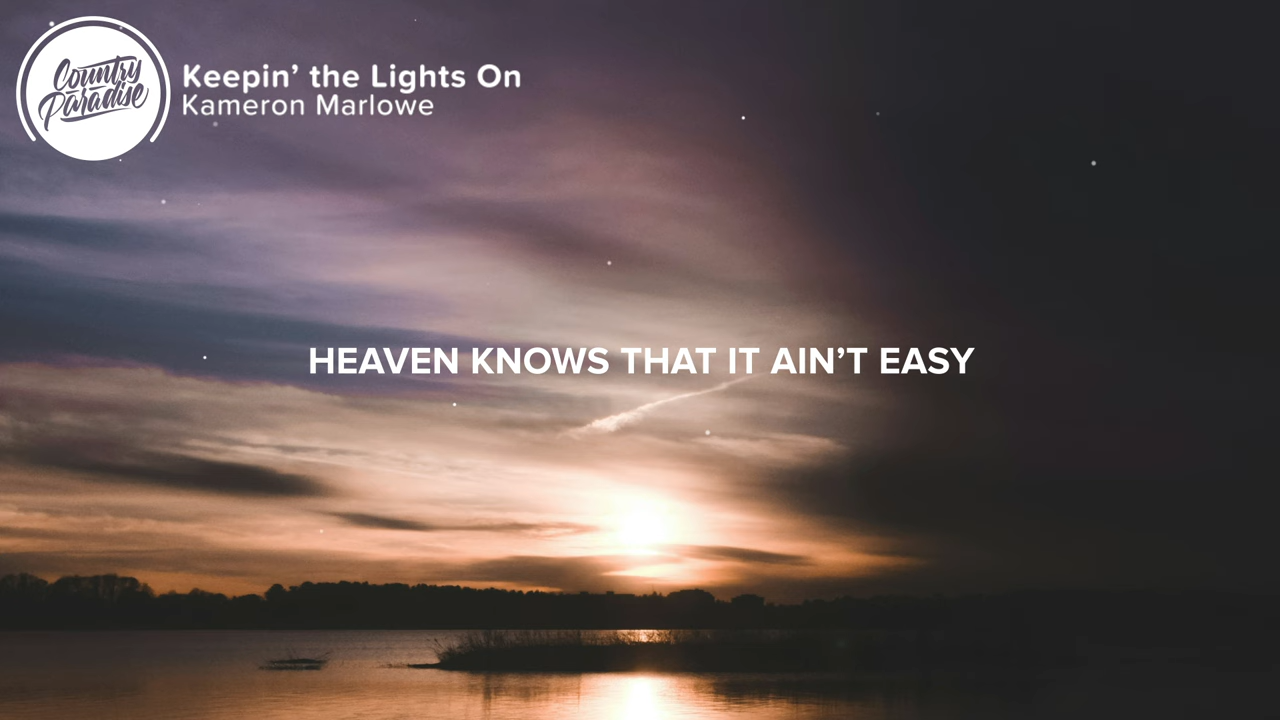 Country
Paradise
Keepin’ the Lights On
Kameron Marlowe
HEAVEN KNOWS THAT IT AIN’T EASY